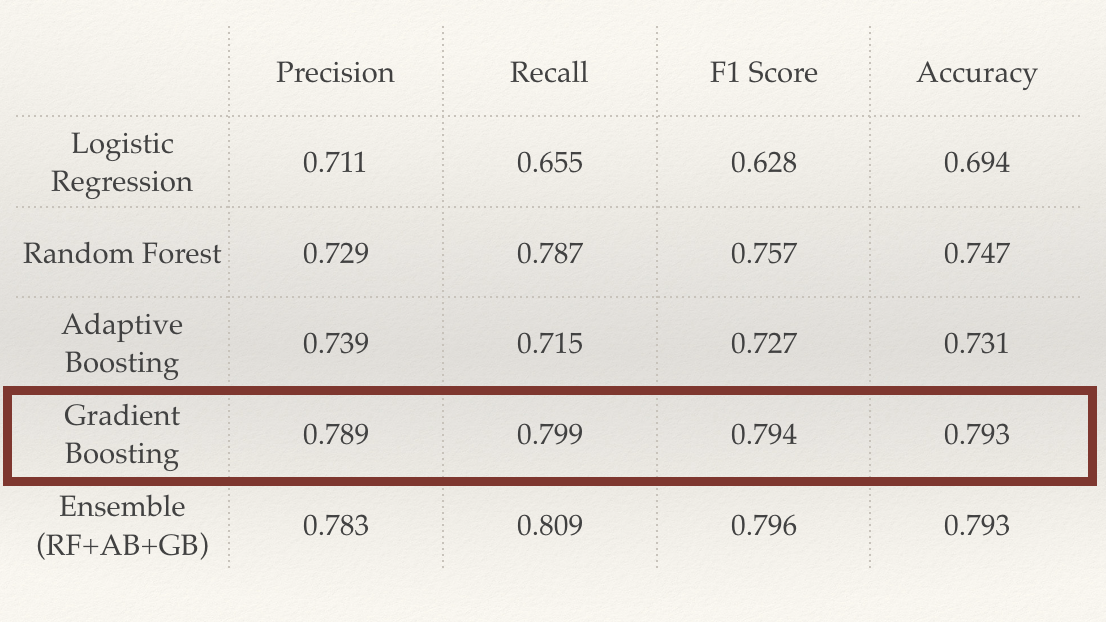 Precision Recall F1 Score Accuracy
Logistic
Regression 0.711 0.655 0.628 0.694
Random Forest 0.729 0.787 0.757 0.747
Adaptive
Boosting 0.739 0.715 0.727 0.731
Gradient
Boosting 0.789 0.799 0.794 0.793
Ensemble
(RF+AB+GB) 0.783 0.809 0.796 0.793